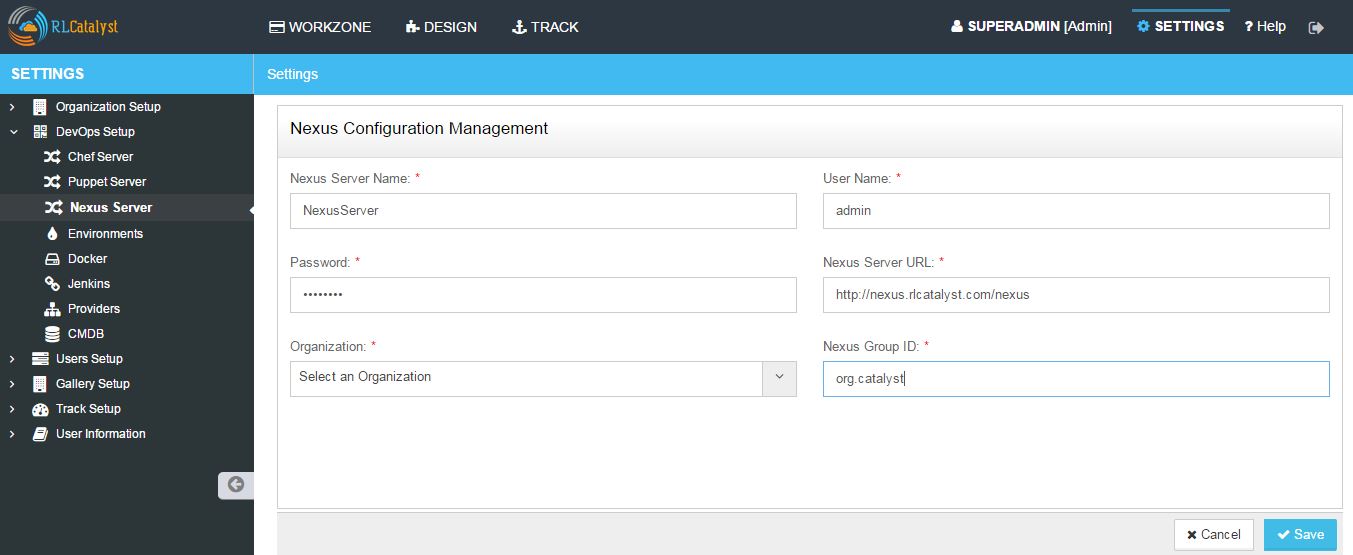 RLCatalyst WORKZONE DESIGN TRACK SUPERADMIN [Admin] SETTINGS ? Help
SETTINGS
Settings
Organization Setup
DevOps Setup
Chef Server
Puppet Server
Nexus Server
Environments
Docker
Jenkins
Providers
CMDB
Users Setup
Gallery Setup
Track Setup
User Information
Nexus Configuration Management
Nexus Server Name: *
NexusServer
User Name: *
admin
Password: *
••••••••
Nexus Server URL: *
http://nexus.rlcatalyst.com/nexus
Organization: *
Select an Organization
Nexus Group ID: *
org.catalyst
Cancel
Save